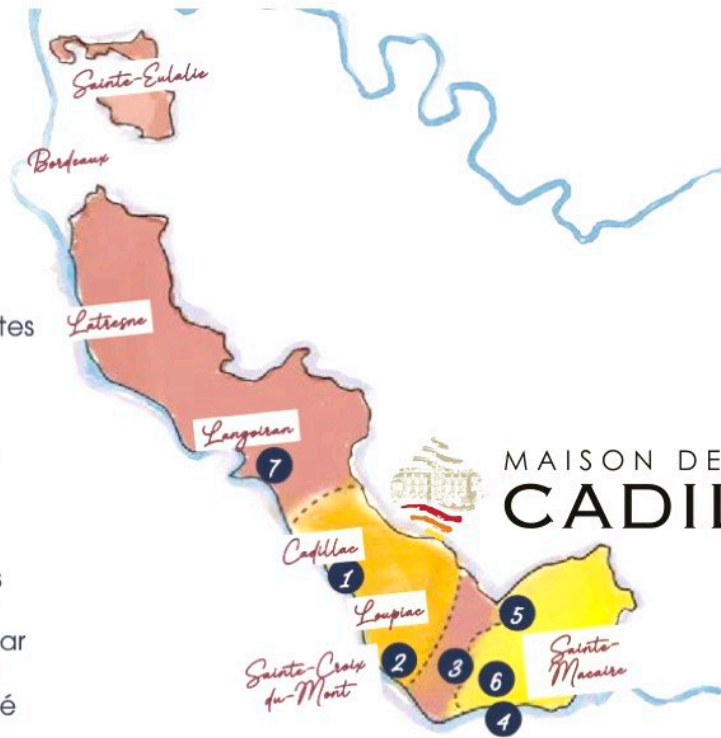 Sainte-Eulalie
Bordeaux
tes
Latresne
Langoiran
7
MAISON DE
CADIL
Cadillac
1
s
Loupiac
5
ar
2
3
Sainte-
Macaire
Sainte-Croix
du-Mont
6
é
4